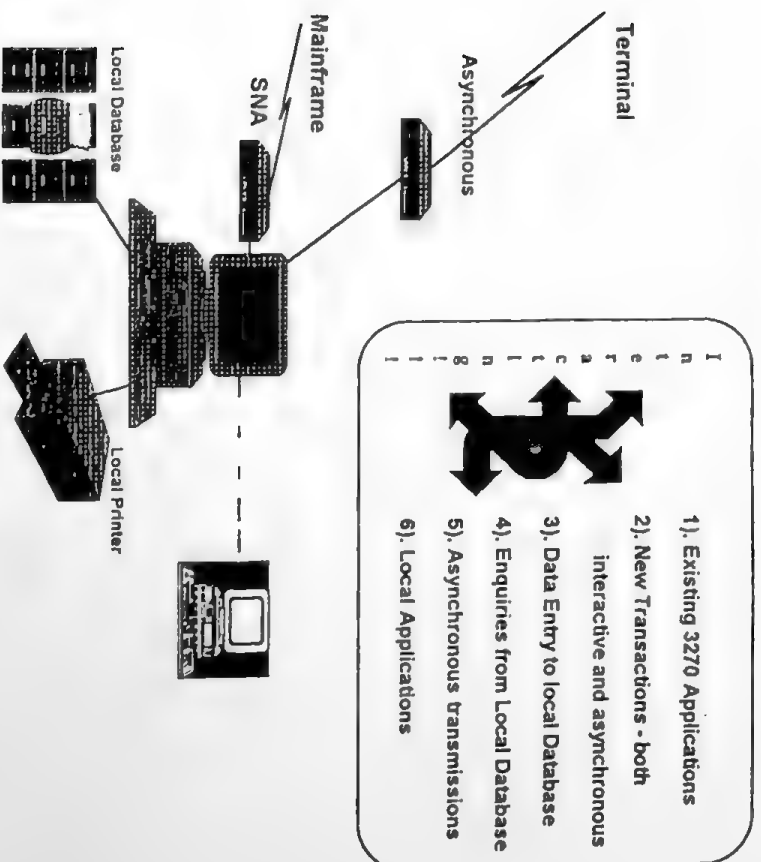 Terminal
Asynchronous
Mainframe
SNA
Local Database
Local Printer
Interacting!!!
1). Existing 3270 Applications
2). New Transactions - both
interactive and asynchronous
3). Data Entry to local Database
4). Enquiries from Local Database
5). Asynchronous transmissions
6). Local Applications